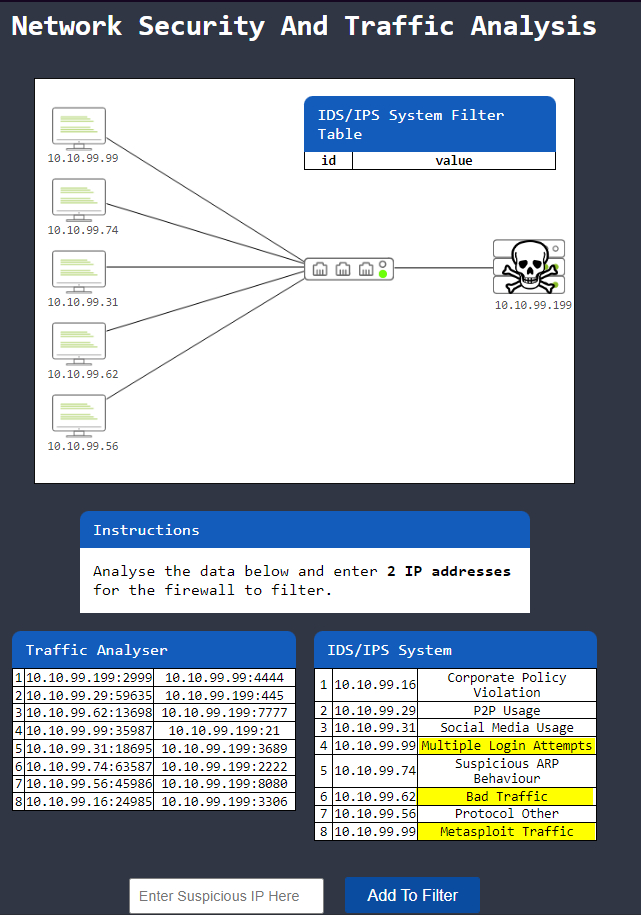 Network Security And Traffic Analysis
IDS/IPS System Filter
Table
id value
10.10.99.99
10.10.99.74
10.10.99.31
10.10.99.62
10.10.99.56
10.10.99.199
Instructions
Analyse the data below and enter 2 IP addresses
for the firewall to filter.
Traffic Analyser
1 10.10.99.199:2999 10.10.99.99:4444
2 10.10.99.29:59635 10.10.99.199:445
3 10.10.99.62:13698 10.10.99.199:7777
4 10.10.99.99:35987 10.10.99.199:21
5 10.10.99.31:18695 10.10.99.199:3689
6 10.10.99.74:63587 10.10.99.199:2222
7 10.10.99.56:45986 10.10.99.199:8080
8 10.10.99.16:24985 10.10.99.199:3306
IDS/IPS System
1 10.10.99.16 Corporate Policy
Violation
2 10.10.99.29 P2P Usage
3 10.10.99.31 Social Media Usage
4 10.10.99.99 Multiple Login Attempts
5 10.10.99.74 Suspicious ARP
Behaviour
6 10.10.99.62 Bad Traffic
7 10.10.99.56 Protocol Other
8 10.10.99.99 Metasploit Traffic
Enter Suspicious IP Here
Add To Filter